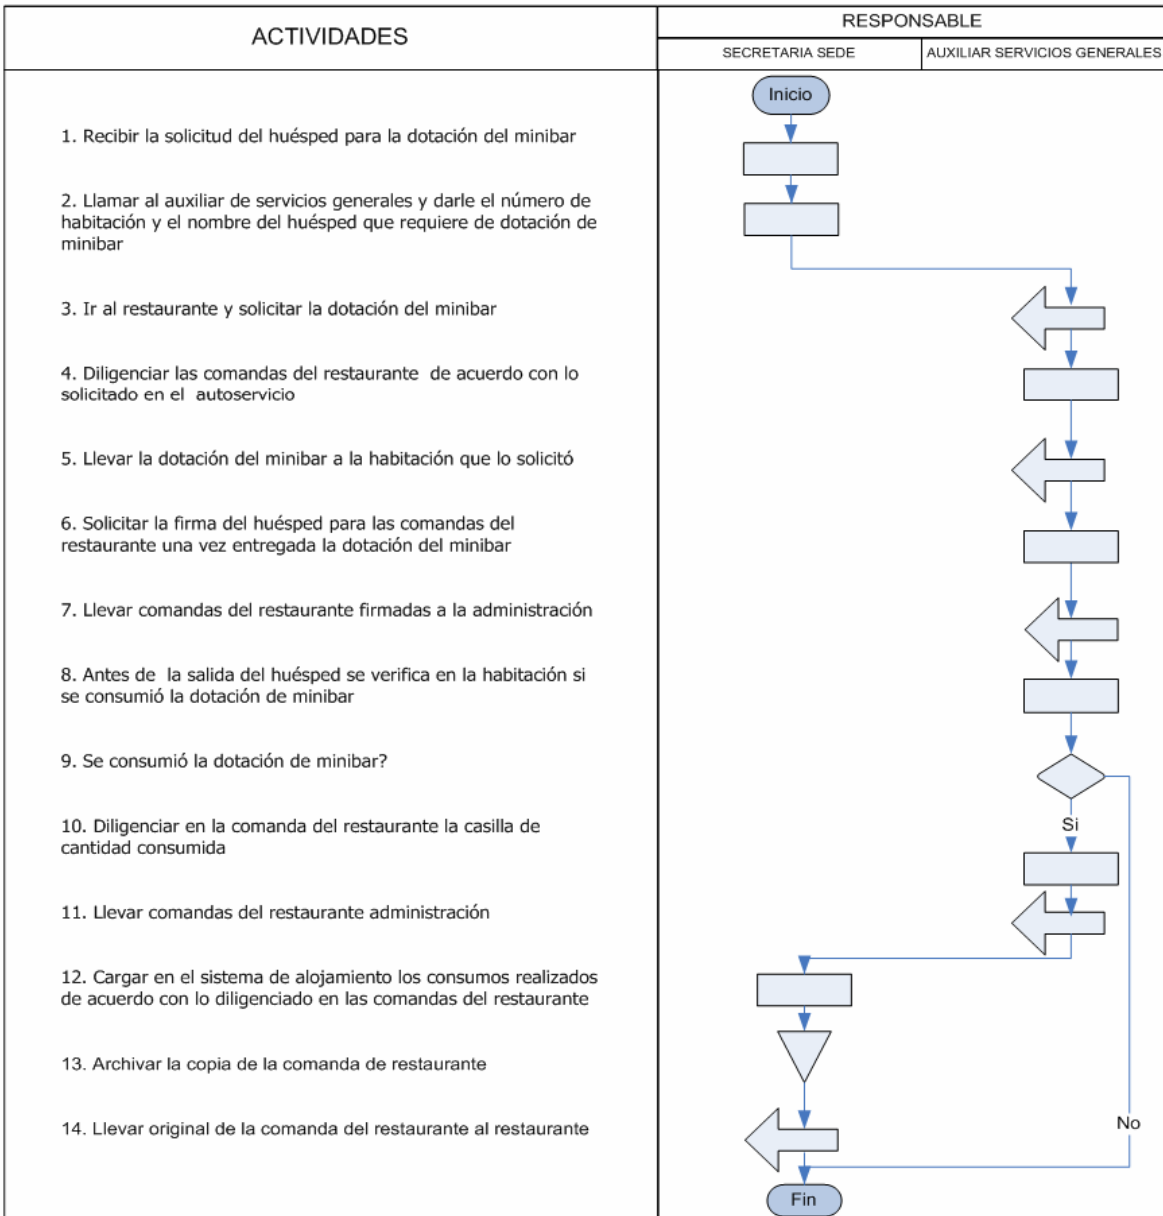 ACTIVIDADES
RESPONSABLE
SECRETARIA SEDE
AUXILIAR SERVICIOS GENERALES
Inicio
1. Recibir la solicitud del huésped para la dotación del minibar
2. Llamar al auxiliar de servicios generales y darle el número de
habitación y el nombre del huésped que requiere de dotación de
minibar
3. Ir al restaurante y solicitar la dotación del minibar
4. Diligenciar las comandas del restaurante de acuerdo con lo
solicitado en el autoservicio
5. Llevar la dotación del minibar a la habitación que lo solicitó
6. Solicitar la firma del huésped para las comandas del
restaurante una vez entregada la dotación del minibar
7. Llevar comandas del restaurante firmadas a la administración
8. Antes de la salida del huésped se verifica en la habitación si
se consumió la dotación de minibar
9. Se consumió la dotación de minibar?
Si
10. Diligenciar en la comanda del restaurante la casilla de
cantidad consumida
11. Llevar comandas del restaurante administración
12. Cargar en el sistema de alojamiento los consumos realizados
de acuerdo con lo diligenciado en las comandas del restaurante
13. Archivar la copia de la comanda de restaurante
14. Llevar original de la comanda del restaurante al restaurante
No
Fin